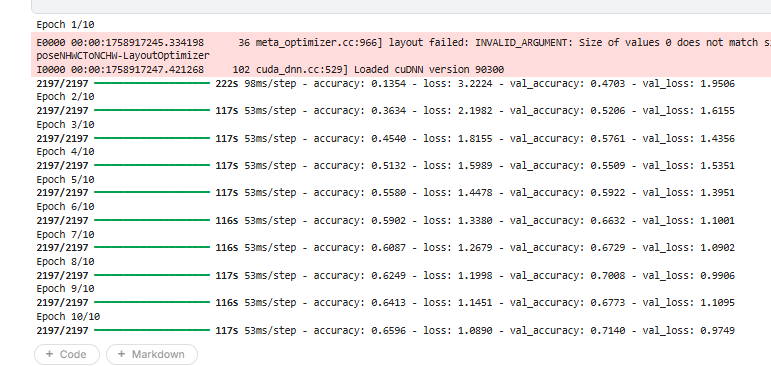 Epoch 1/10
E0000 00:00:1758917245.334198 36 meta_optimizer.cc:966] layout failed: INVALID_ARGUMENT: Size of values 0 does not match
poseNHWCToNCHW-LayoutOptimizer
I0000 00:00:1758917247.421268 102 cuda_dnn.cc:529] Loaded cuDNN version 90300
2197/2197 222s 98ms/step - accuracy: 0.1354 - loss: 3.2224 - val_accuracy: 0.4703 - val_loss: 1.9506
Epoch 2/10
2197/2197 117s 53ms/step - accuracy: 0.3634 - loss: 2.1982 - val_accuracy: 0.5206 - val_loss: 1.6155
Epoch 3/10
2197/2197 117s 53ms/step - accuracy: 0.4540 - loss: 1.8155 - val_accuracy: 0.5761 - val_loss: 1.4356
Epoch 4/10
2197/2197 117s 53ms/step - accuracy: 0.5132 - loss: 1.5989 - val_accuracy: 0.5509 - val_loss: 1.5351
Epoch 5/10
2197/2197 117s 53ms/step - accuracy: 0.5580 - loss: 1.4478 - val_accuracy: 0.5922 - val_loss: 1.3951
Epoch 6/10
2197/2197 116s 53ms/step - accuracy: 0.5902 - loss: 1.3380 - val_accuracy: 0.6632 - val_loss: 1.1001
Epoch 7/10
2197/2197 116s 53ms/step - accuracy: 0.6087 - loss: 1.2679 - val_accuracy: 0.6729 - val_loss: 1.0902
Epoch 8/10
2197/2197 117s 53ms/step - accuracy: 0.6249 - loss: 1.1998 - val_accuracy: 0.7008 - val_loss: 0.9906
Epoch 9/10
2197/2197 116s 53ms/step - accuracy: 0.6413 - loss: 1.1451 - val_accuracy: 0.6773 - val_loss: 1.1095
Epoch 10/10
2197/2197 117s 53ms/step - accuracy: 0.6596 - loss: 1.0890 - val_accuracy: 0.7140 - val_loss: 0.9749
+ Code + Markdown